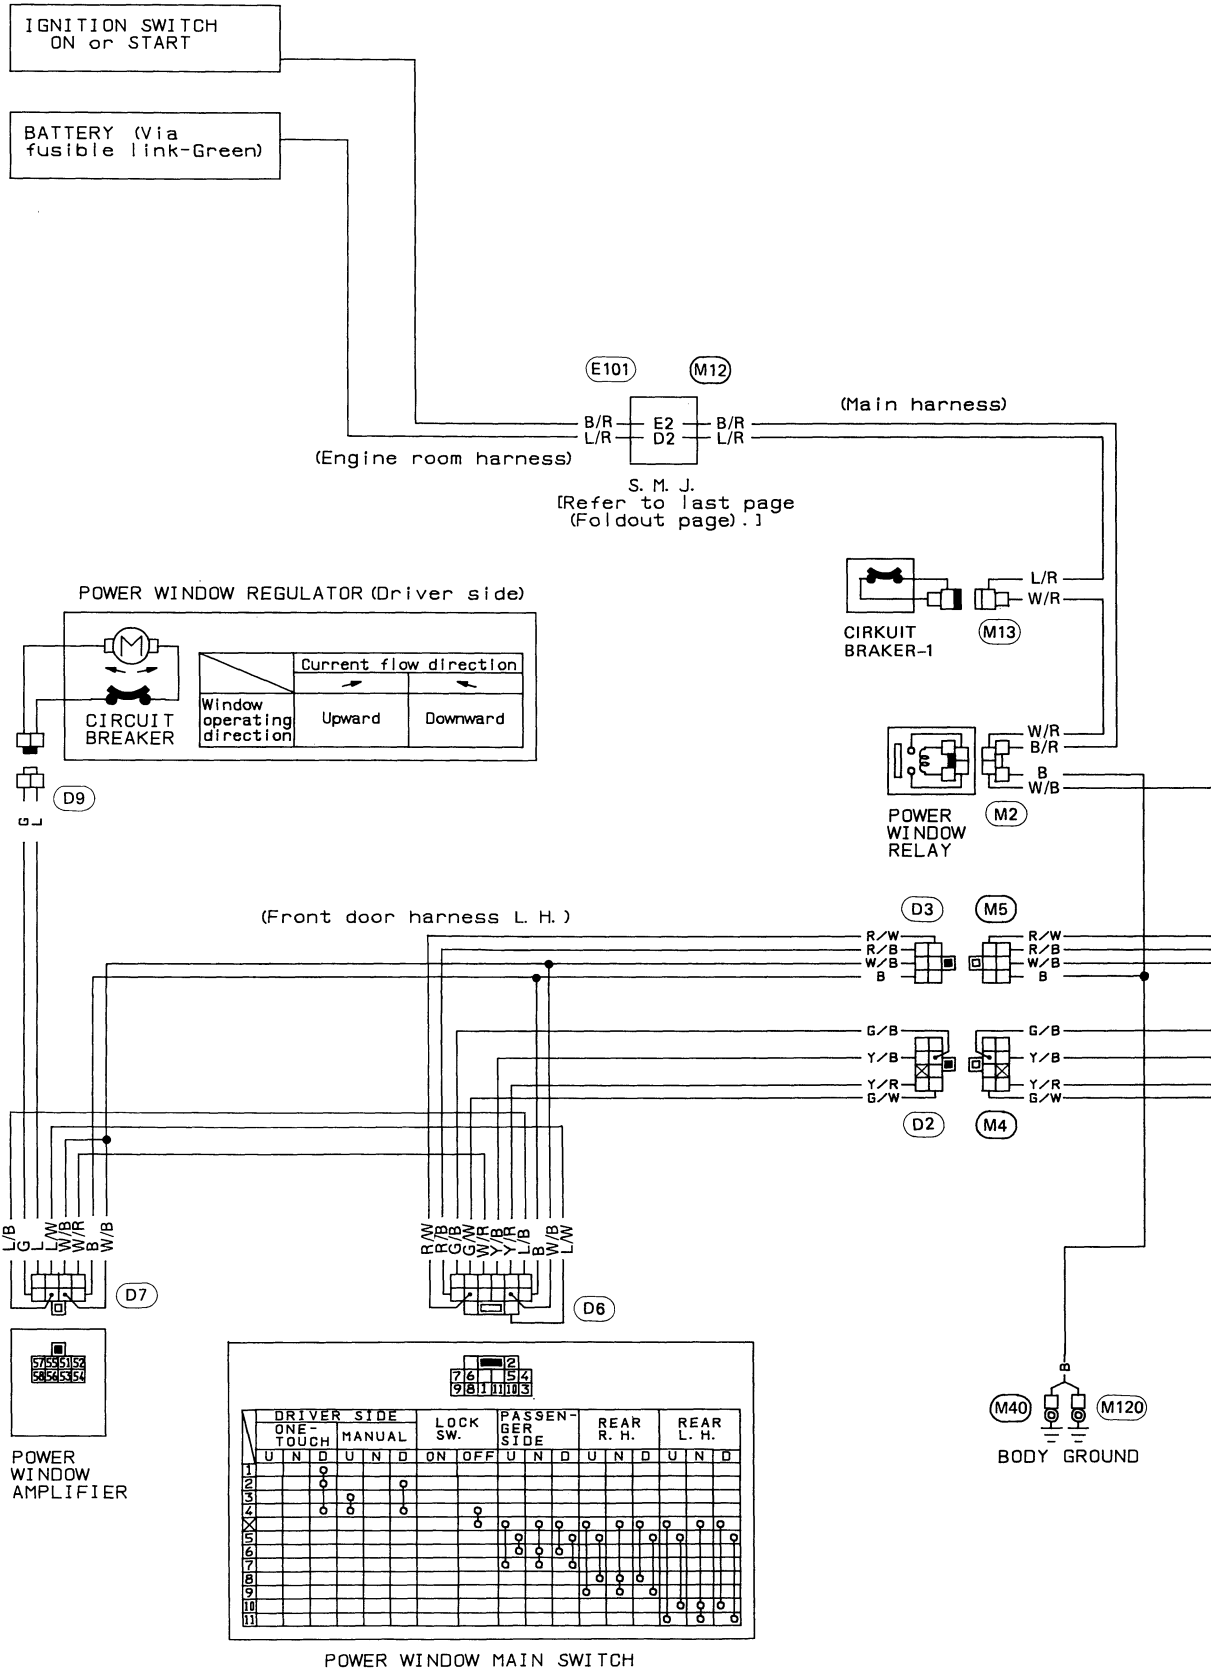 IGNITION SWITCH
ON or START
BATTERY (Via
fusible link-Green)
E101
M12
(Main harness)
B/R E2 B/R
L/R D2 L/R
(Engine room harness)
S. M. J.
[Refer to last page
(Foldout page).]
L/R
W/R
CIRKUIT
BRAKER-1
M13
POWER WINDOW REGULATOR (Driver side)
M
Current flow direction
Window
operating
direction
Upward
Downward
CIRCUIT
BREAKER
D9
G
L
W/R
B/R
B
W/B
POWER
WINDOW
RELAY
M2
(Front door harness L. H.)
D3
M5
R/W R/W
R/B R/B
W/B W/B
B B
G/B G/B
Y/B Y/B
Y/R Y/R
G/W G/W
D2
M4
L/B G L L/W W/B W/R B W/B
R/W R/B G/B G/W W/R Y/B Y/R L/B B W/B L/W
D7
D6
57 55 51 52
58 56 53 54
POWER
WINDOW
AMPLIFIER
2
7 6 5 4
9 8 1 11 10 3
DRIVER SIDE
ONE-
TOUCH
MANUAL
LOCK
SW.
PASSEN-
GER
SIDE
REAR
R. H.
REAR
L. H.
U N D U N D ON OFF U N D U N D U N D
1
2
3
4
5
6
7
8
9
10
11
POWER WINDOW MAIN SWITCH
B
M40
M120
BODY GROUND